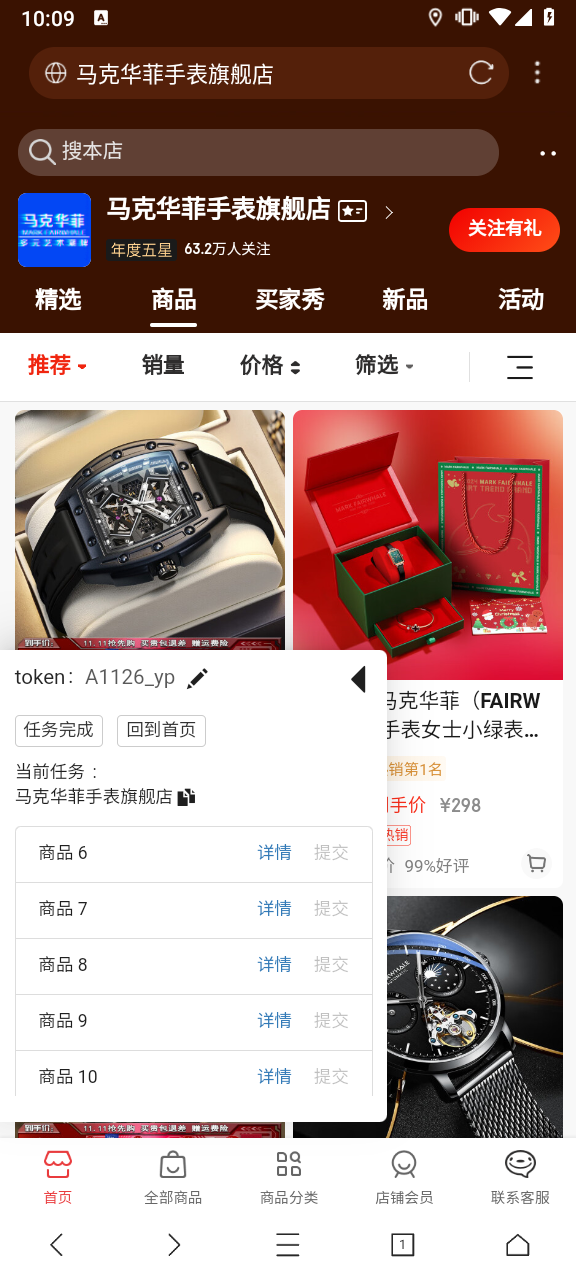 10:09
马克华菲手表旗舰店
搜本店
马克华菲
MARK FAIRWHALE
多元艺术潮牌
马克华菲手表旗舰店
年度五星 63.2万人关注
关注有礼
精选 商品 买家秀 新品 活动
推荐 销量 价格 筛选
MARK FAIRWHALE
ART TREND BRAND
Merry Christmas
到手价: 11.11抢先购 买贵包退差 赠运费险
token: A1126_yp
任务完成 回到首页
当前任务：
马克华菲手表旗舰店
商品 6 详情 提交
商品 7 详情 提交
商品 8 详情 提交
商品 9 详情 提交
商品 10 详情 提交
马克华菲（FAIRW
手表女士小绿表...
热销第1名
到手价 ¥298
热销
99%好评
到手价: 11.11抢先购 买贵包退差 赠运费险
首页 全部商品 商品分类 店铺会员 联系客服
1